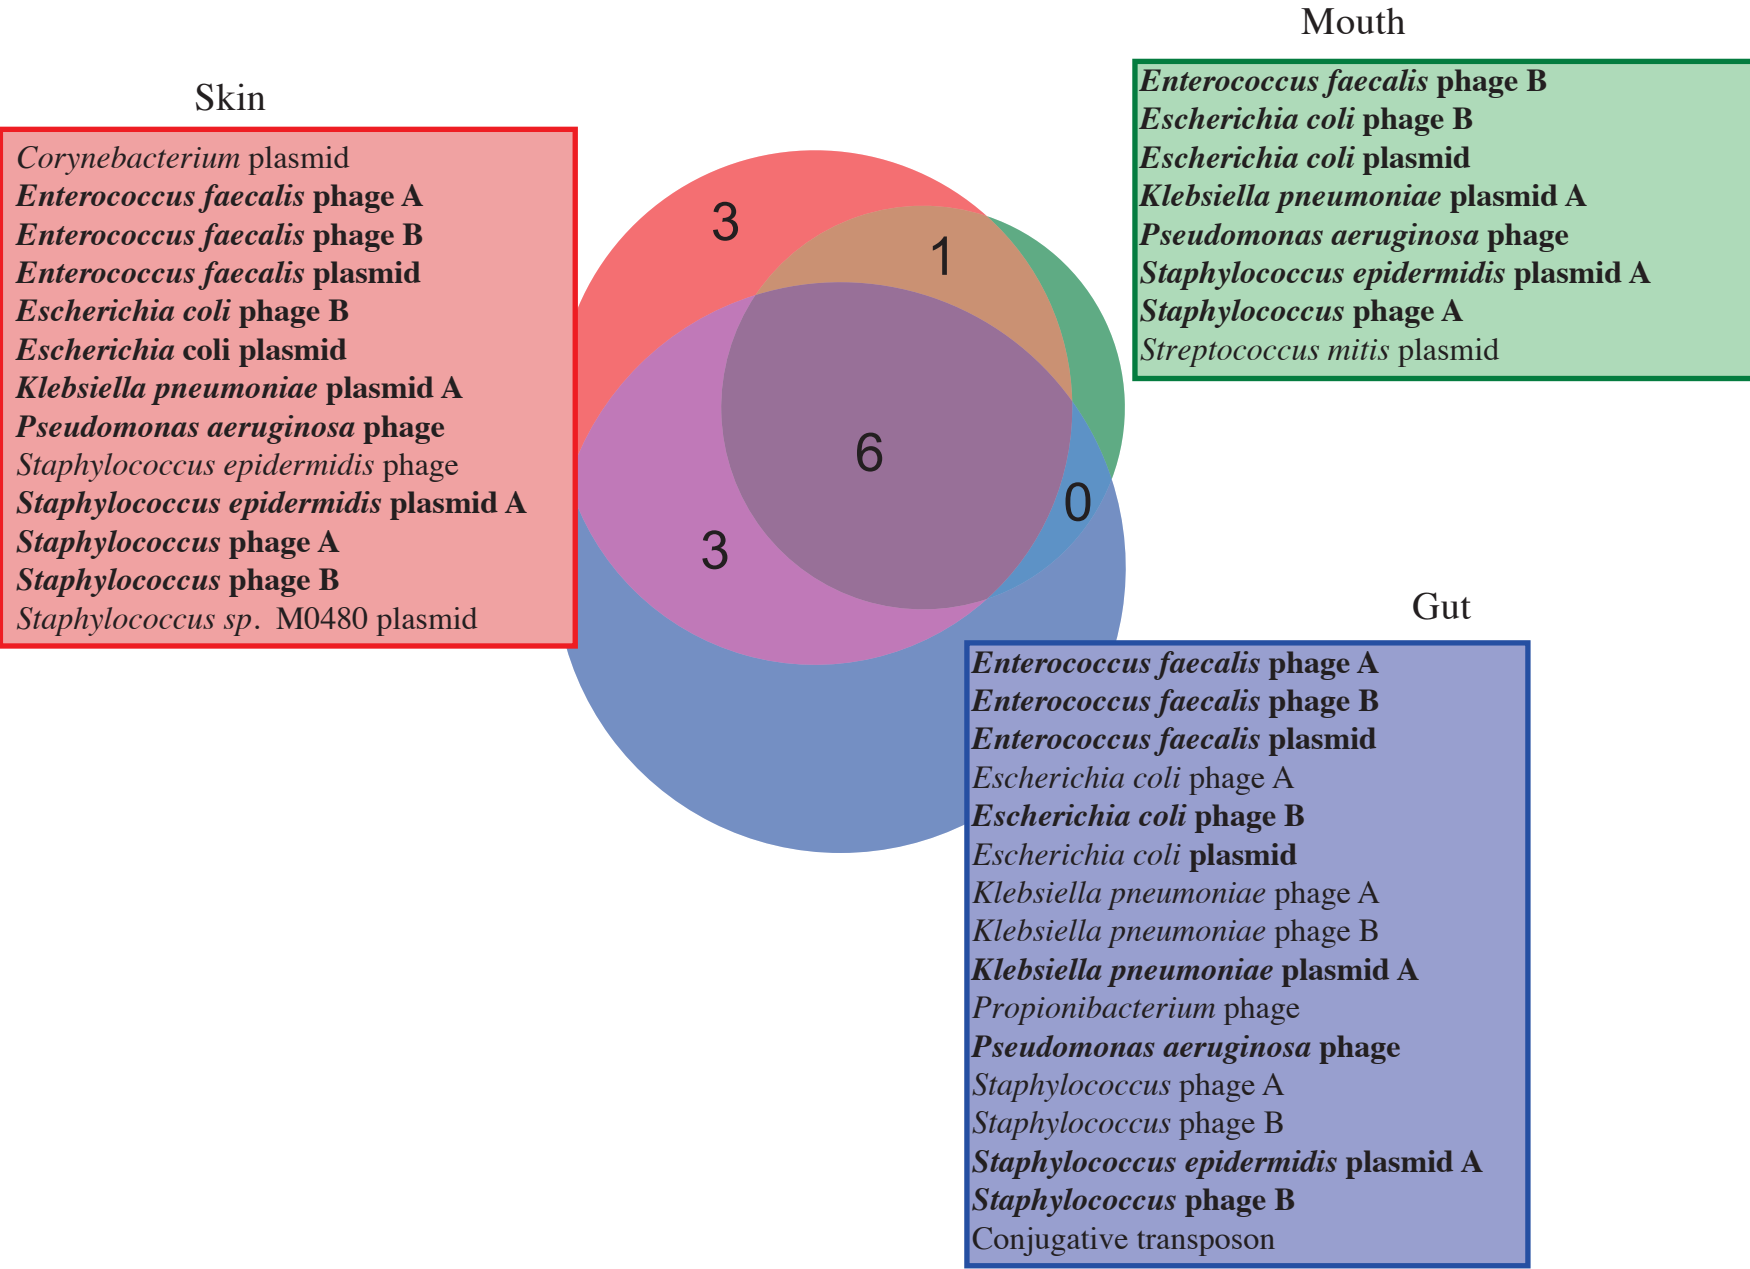 Mouth
Enterococcus faecalis phage B
Escherichia coli phage B
Escherichia coli plasmid
Klebsiella pneumoniae plasmid A
Pseudomonas aeruginosa phage
Staphylococcus epidermidis plasmid A
Staphylococcus phage A
Streptococcus mitis plasmid
Skin
Corynebacterium plasmid
Enterococcus faecalis phage A
Enterococcus faecalis phage B
Enterococcus faecalis plasmid
Escherichia coli phage B
Escherichia coli plasmid
Klebsiella pneumoniae plasmid A
Pseudomonas aeruginosa phage
Staphylococcus epidermidis phage
Staphylococcus epidermidis plasmid A
Staphylococcus phage A
Staphylococcus phage B
Staphylococcus sp. M0480 plasmid
3
1
6
0
3
Gut
Enterococcus faecalis phage A
Enterococcus faecalis phage B
Enterococcus faecalis plasmid
Escherichia coli phage A
Escherichia coli phage B
Escherichia coli plasmid
Klebsiella pneumoniae phage A
Klebsiella pneumoniae phage B
Klebsiella pneumoniae plasmid A
Propionibacterium phage
Pseudomonas aeruginosa phage
Staphylococcus phage A
Staphylococcus phage B
Staphylococcus epidermidis plasmid A
Staphylococcus phage B
Conjugative transposon